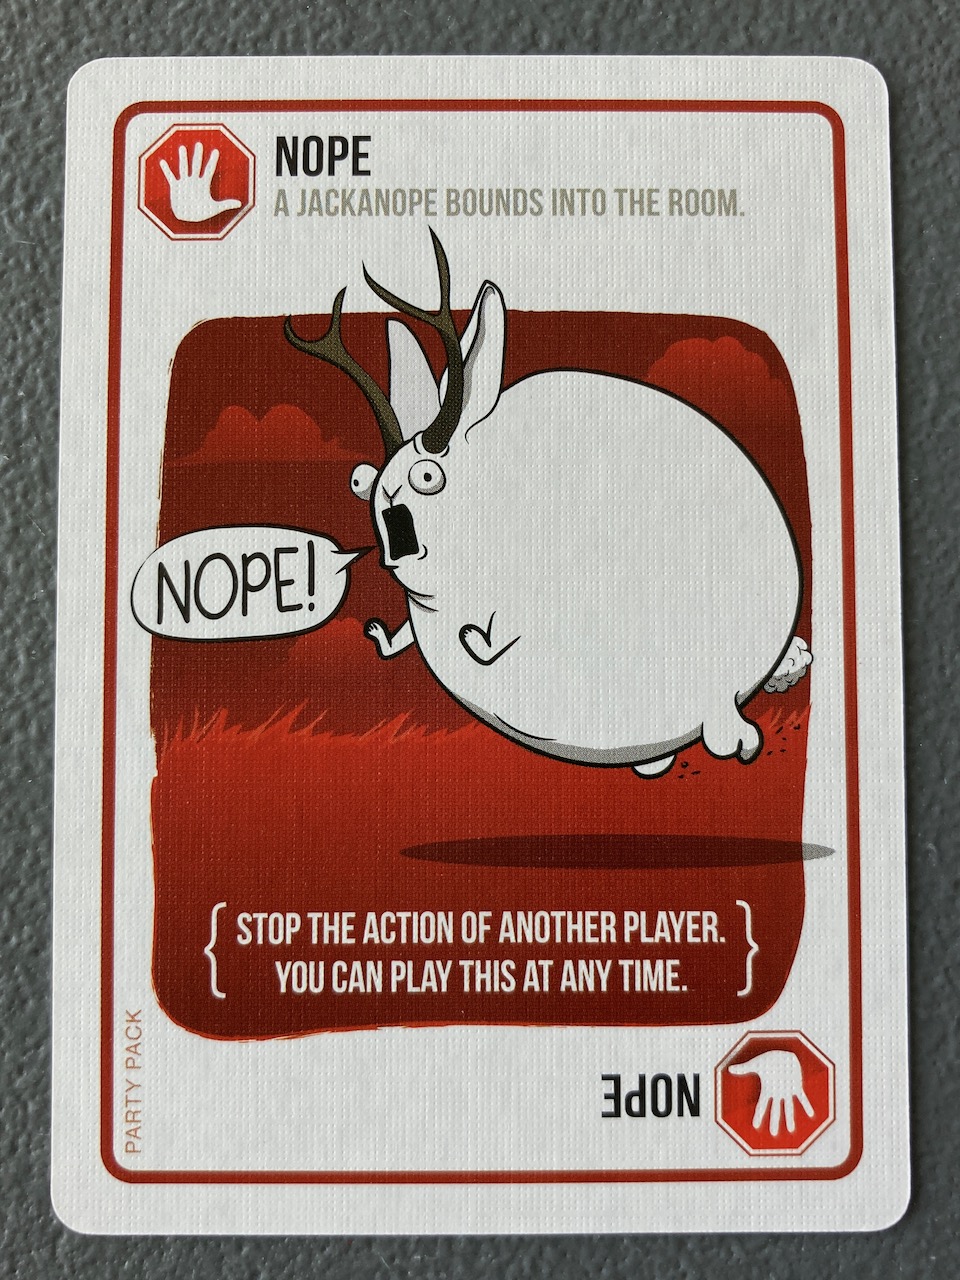 NOPE
A JACKANOPE BOUNDS INTO THE ROOM.
NOPE!
STOP THE ACTION OF ANOTHER PLAYER.
YOU CAN PLAY THIS AT ANY TIME.
PARTY PACK
NOPE